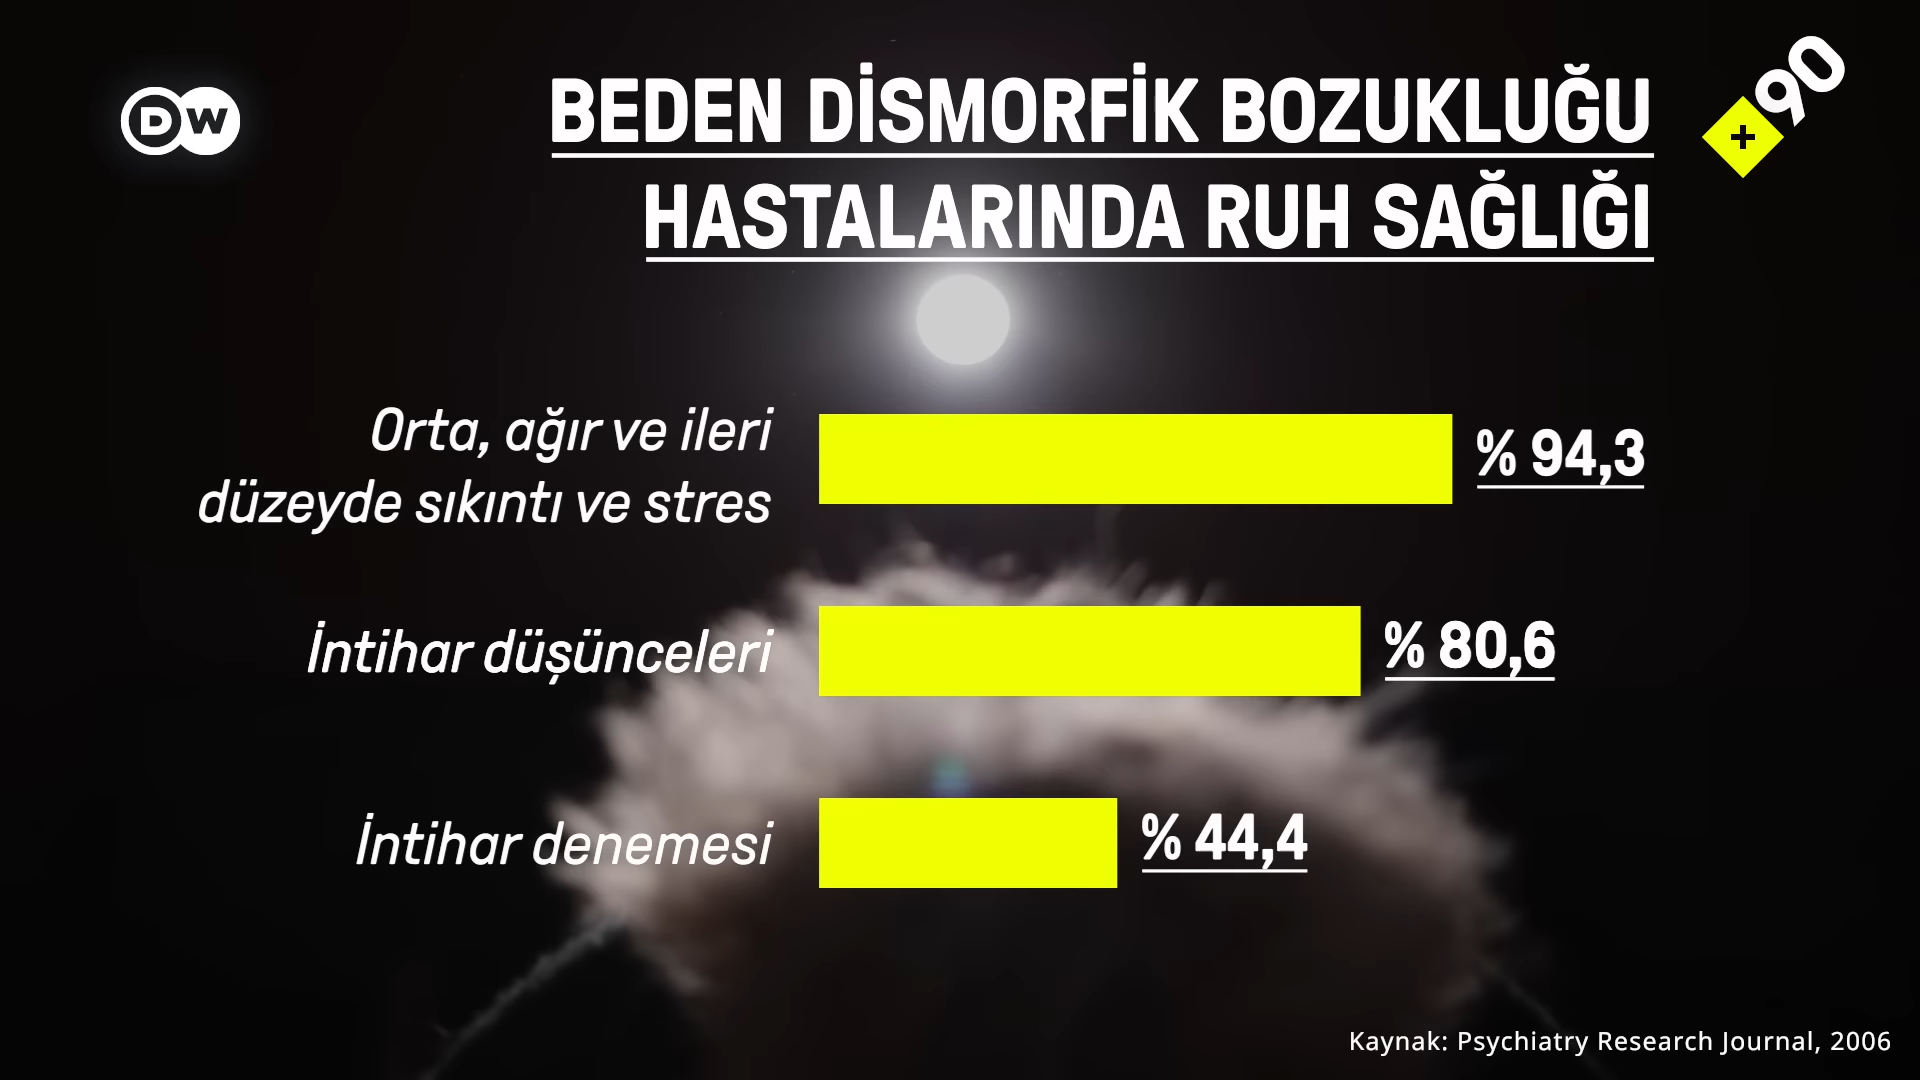 DW
BEDEN DİSMORFİK BOZUKLUĞU
HASTALARINDA RUH SAĞLIĞI
+90
Orta, ağır ve ileri
düzeyde sıkıntı ve stres
% 94,3
İntihar düşünceleri
% 80,6
İntihar denemesi
% 44,4
Kaynak: Psychiatry Research Journal, 2006